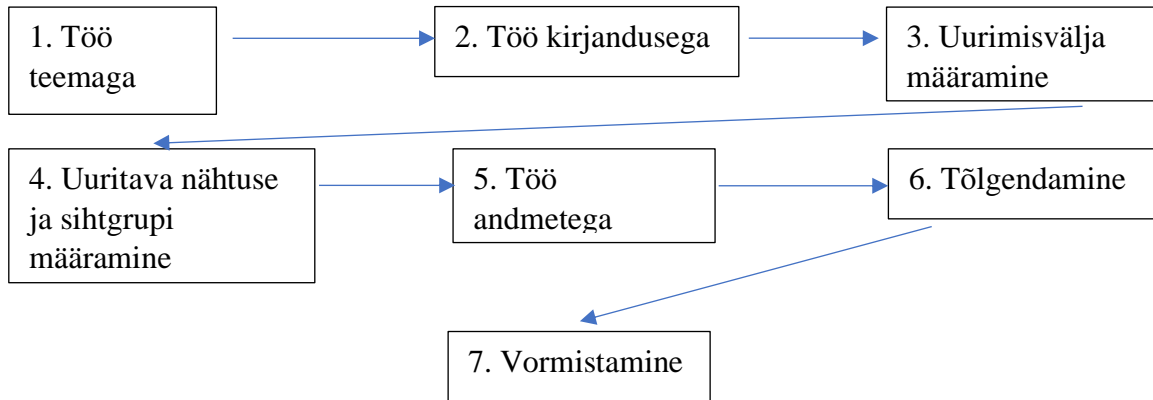 1. Töö
teemaga
2. Töö kirjandusega
3. Uurimisvälja
määramine
4. Uuritava nähtuse
ja sihtgrupi
määramine
5. Töö
andmetega
6. Tõlgendamine
7. Vormistamine